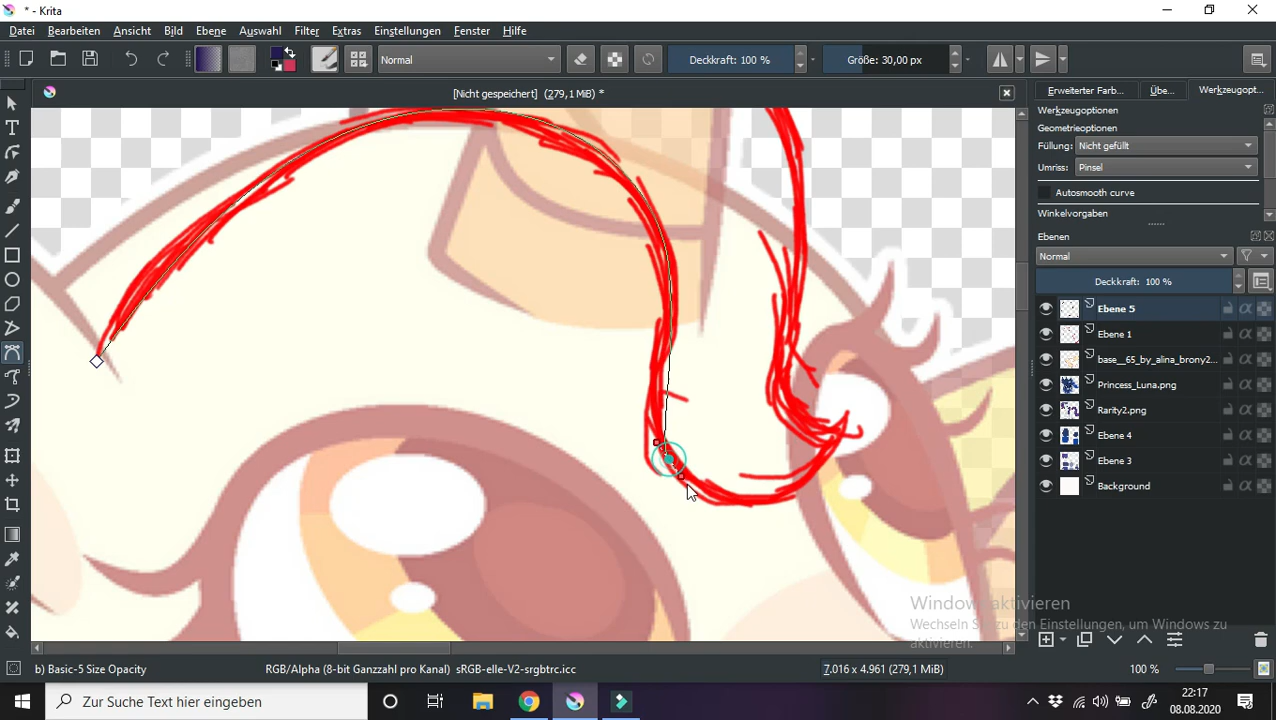 * - Krita
Datei Bearbeiten Ansicht Bild Ebene Auswahl Filter Extras Einstellungen Fenster Hilfe
Normal Deckkraft: 100 % Größe: 30,00 px
[Nicht gespeichert] (279,1 MiB) *
Erweiterter Farb... Übe... Werkzeugopt...
Werkzeugoptionen
Geometrieoptionen
Füllung: Nicht gefüllt
Umriss: Pinsel
Autosmooth curve
Winkelvorgaben
Ebenen
Normal
Deckkraft: 100 %
Ebene 5
Ebene 1
base__65_by_alina_brony2...
Princess_Luna.png
Rarity2.png
Ebene 4
Ebene 3
Background
Windows aktivieren
Wechseln Sie zu den Einstellungen, um Windows zu
aktivieren.
b) Basic-5 Size Opacity RGB/Alpha (8-bit Ganzzahl pro Kanal) sRGB-elle-V2-srgbtrc.icc 7.016 x 4.961 (279,1 MiB) 100 %
Zur Suche Text hier eingeben
22:17
08.08.2020